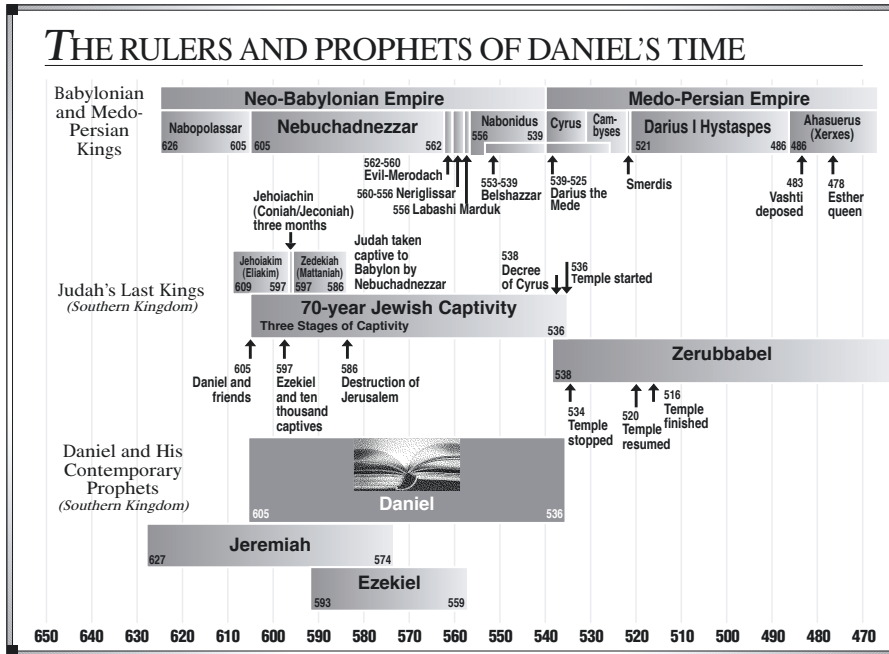 THE RULERS AND PROPHETS OF DANIEL'S TIME
Babylonian
and Medo-
Persian
Kings
Neo-Babylonian Empire
Medo-Persian Empire
Nabopolassar
626 605
Nebuchadnezzar
605 562
Nabonidus
556 539
Cyrus
Cam-
byses
Darius I Hystaspes
521 486
Ahasuerus
(Xerxes)
486
562-560
Evil-Merodach
560-556 Neriglissar
556 Labashi Marduk
553-539
Belshazzar
539-525
Darius the
Mede
Smerdis
483
Vashti
deposed
478
Esther
queen
Jehoiachin
(Coniah/Jeconiah)
three months
Judah's Last Kings
(Southern Kingdom)
Jehoiakim
(Eliakim)
609 597
Zedekiah
(Mattaniah)
597 586
Judah taken
captive to
Babylon by
Nebuchadnezzar
538
Decree
of Cyrus
536
Temple started
70-year Jewish Captivity
Three Stages of Captivity
536
Zerubbabel
538
605
Daniel and
friends
597
Ezekiel
and ten
thousand
captives
586
Destruction of
Jerusalem
534
Temple
stopped
520
Temple
resumed
516
Temple
finished
Daniel and His
Contemporary
Prophets
(Southern Kingdom)
Daniel
605 536
Jeremiah
627 574
Ezekiel
593 559
650 640 630 620 610 600 590 580 570 560 550 540 530 520 510 500 490 480 470